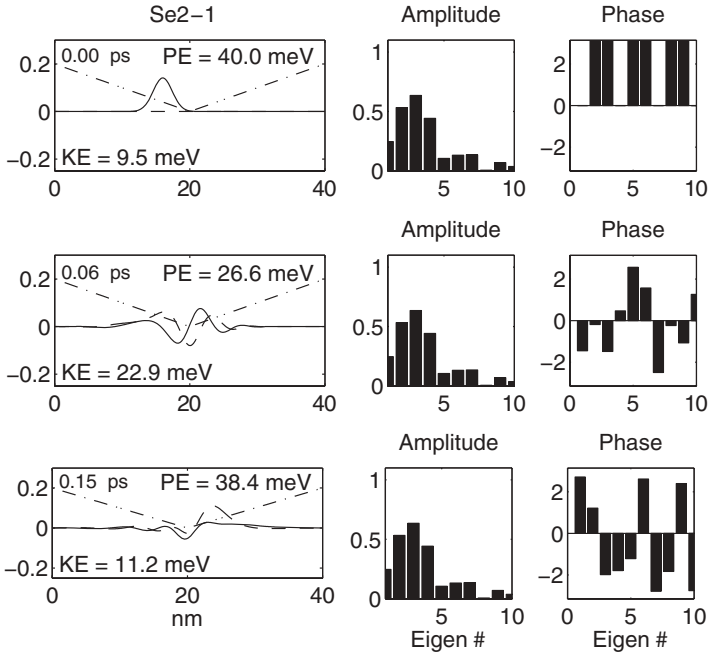 Se2−1
Amplitude
Phase
0.00 ps
PE = 40.0 meV
KE = 9.5 meV
0.2
0
−0.2
0
20
40
1
0.5
0
5
10
2
0
−2
0
5
10
Amplitude
Phase
0.06 ps
PE = 26.6 meV
KE = 22.9 meV
0.2
0
−0.2
0
20
40
1
0.5
0
5
10
2
0
−2
0
5
10
Amplitude
Phase
0.15 ps
PE = 38.4 meV
KE = 11.2 meV
0.2
0
−0.2
0
20
40
nm
1
0.5
0
5
10
Eigen #
2
0
−2
0
5
10
Eigen #